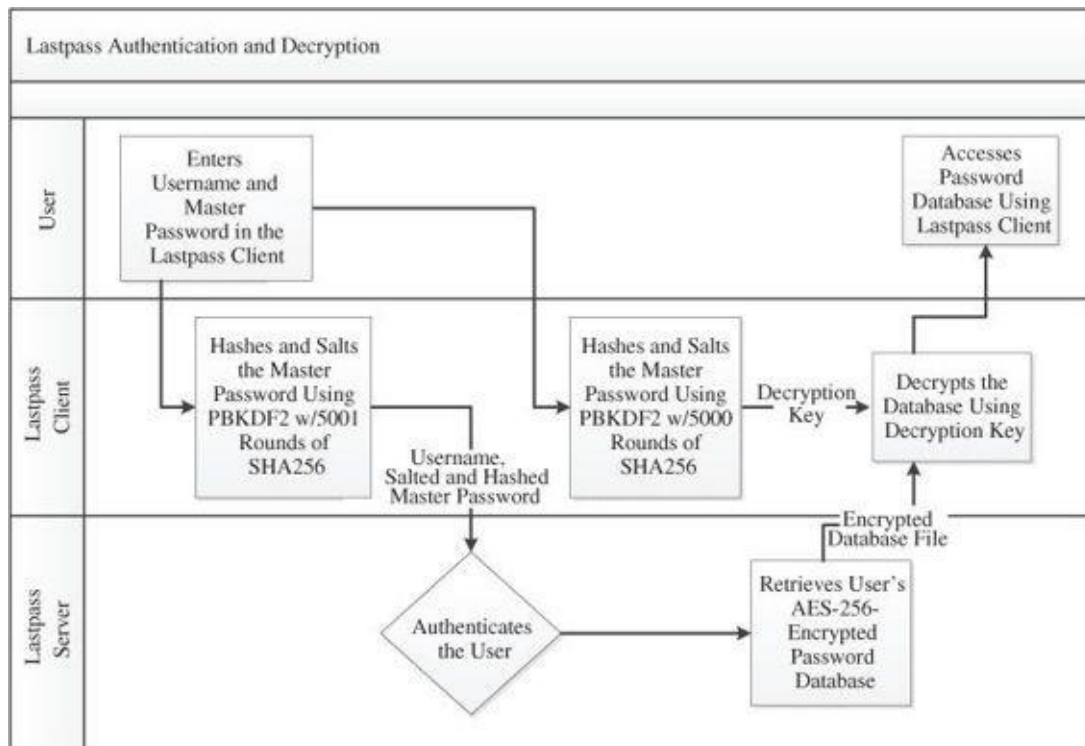 Lastpass Authentication and Decryption
User
Enters
Username and
Master
Password in the
Lastpass Client
Accesses
Password
Database Using
Lastpass Client
Lastpass
Client
Hashes and Salts
the Master
Password Using
PBKDF2 w/5001
Rounds of
SHA256
Username,
Salted and Hashed
Master Password
Hashes and Salts
the Master
Password Using
PBKDF2 w/5000
Rounds of
SHA256
Decryption
Key
Decrypts the
Database Using
Decryption Key
Lastpass
Server
Authenticates
the User
Encrypted
Database File
Retrieves User's
AES-256-
Encrypted
Password
Database